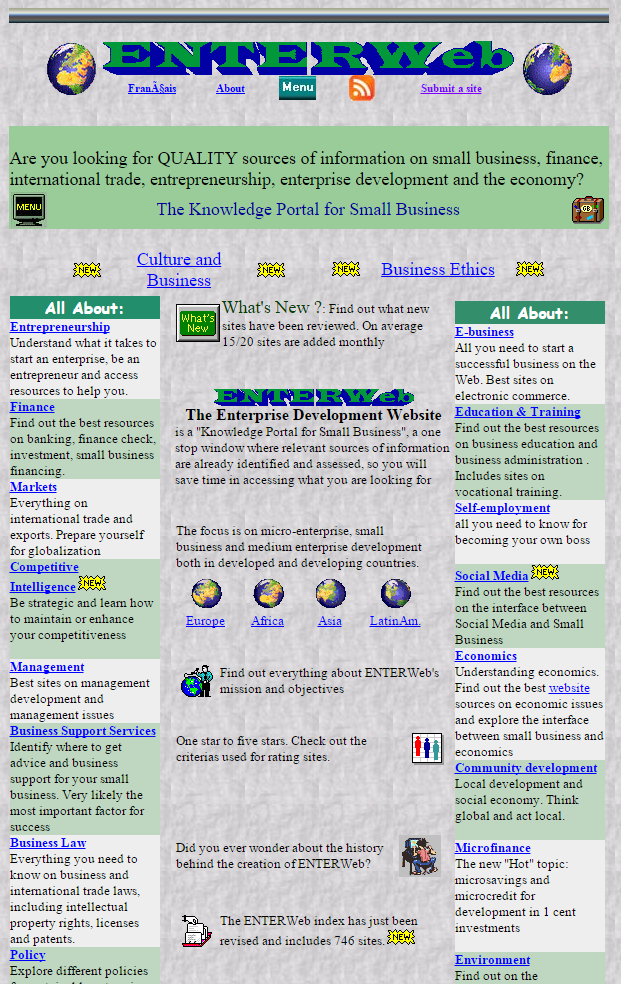 ENTERWeb
FranÃ§ais About Menu Submit a site
Are you looking for QUALITY sources of information on small business, finance,
international trade, entrepreneurship, enterprise development and the economy?
MENU The Knowledge Portal for Small Business
NEW Culture and Business NEW NEW Business Ethics NEW
All About:
Entrepreneurship
Understand what it takes to
start an enterprise, be an
entrepreneur and access
resources to help you.
Finance
Find out the best resources
on banking, finance check,
investment, small business
financing.
Markets
Everything on
international trade and
exports. Prepare yourself
for globalization
Competitive
Intelligence NEW
Be strategic and learn how
to maintain or enhance
your competitiveness
Management
Best sites on management
development and
management issues
Business Support Services
Identify where to get
advice and business
support for your small
business. Very likely the
most important factor for
success
Business Law
Everything you need to
know on business and
international trade laws,
including intellectual
property rights, licenses
and patents.
Policy
Explore different policies
What's New
What's New ?: Find out what new
sites have been reviewed. On average
15/20 sites are added monthly
ENTERWeb
The Enterprise Development Website
is a "Knowledge Portal for Small Business", a one
stop window where relevant sources of information
are already identified and assessed, so you will
save time in accessing what you are looking for
The focus is on micro-enterprise, small
business and medium enterprise development
both in developed and developing countries.
Europe Africa Asia LatinAm.
Find out everything about ENTERWeb's
mission and objectives
One star to five stars. Check out the
criterias used for rating sites.
Did you ever wonder about the history
behind the creation of ENTERWeb?
The ENTERWeb index has just been
revised and includes 746 sites. NEW
All About:
E-business
All you need to start a
successful business on the
Web. Best sites on
electronic commerce.
Education & Training
Find out the best resources
on business education and
business administration .
Includes sites on
vocational training.
Self-employment
all you need to know for
becoming your own boss
Social Media NEW
Find out the best resources
on the interface between
Social Media and Small
Business
Economics
Understanding economics.
Find out the best website
sources on economic issues
and explore the interface
between small business and
economics
Community development
Local development and
social economy. Think
global and act local.
Microfinance
The new "Hot" topic:
microsavings and
microcredit for
development in 1 cent
investments
Environment
Find out on the